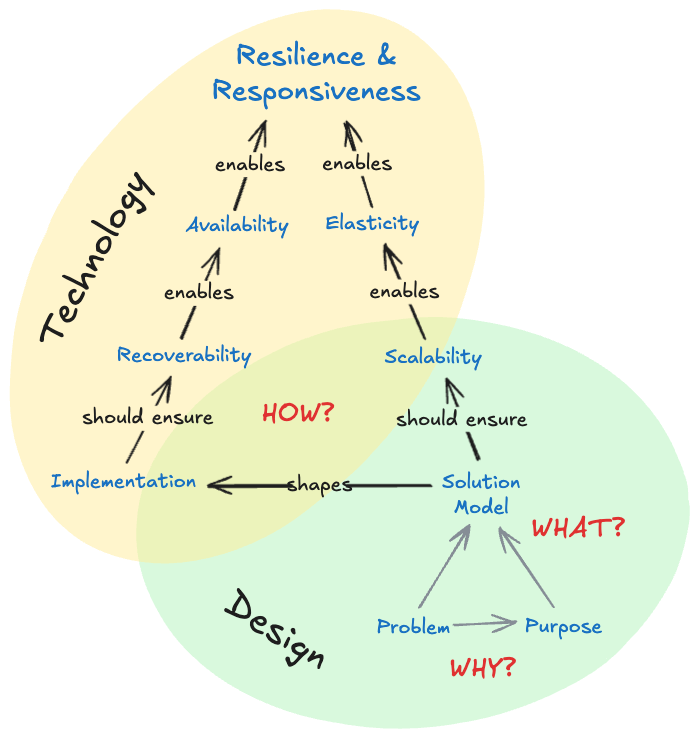 Resilience &
Responsiveness
enables
enables
Technology
Availability
Elasticity
enables
enables
Recoverability
Scalability
should ensure
HOW?
should ensure
Implementation
shapes
Solution
Model
WHAT?
Design
Problem
Purpose
WHY?